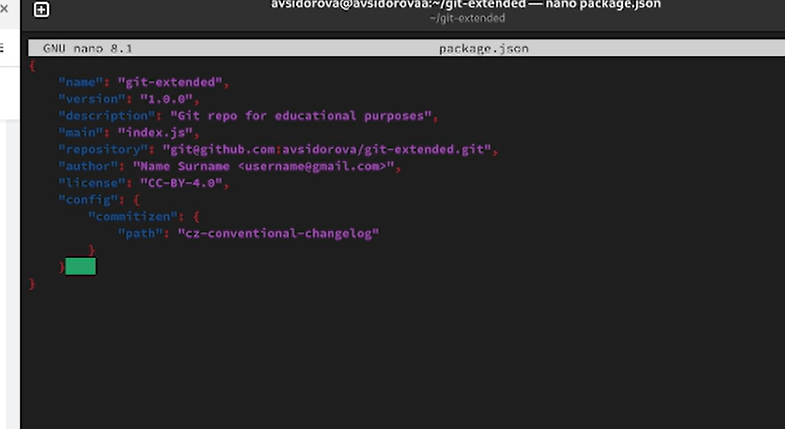 avsidorova@avsidorovaa:~/git-extended — nano package.json
~/git-extended
GNU nano 8.1 package.json
{
"name": "git-extended",
"version": "1.0.0",
"description": "Git repo for educational purposes",
"main": "index.js",
"repository": "git@github.com:avsidorova/git-extended.git",
"author": "Name Surname <username@gmail.com>",
"license": "CC-BY-4.0",
"config": {
"commitizen": {
"path": "cz-conventional-changelog"
}
}
}